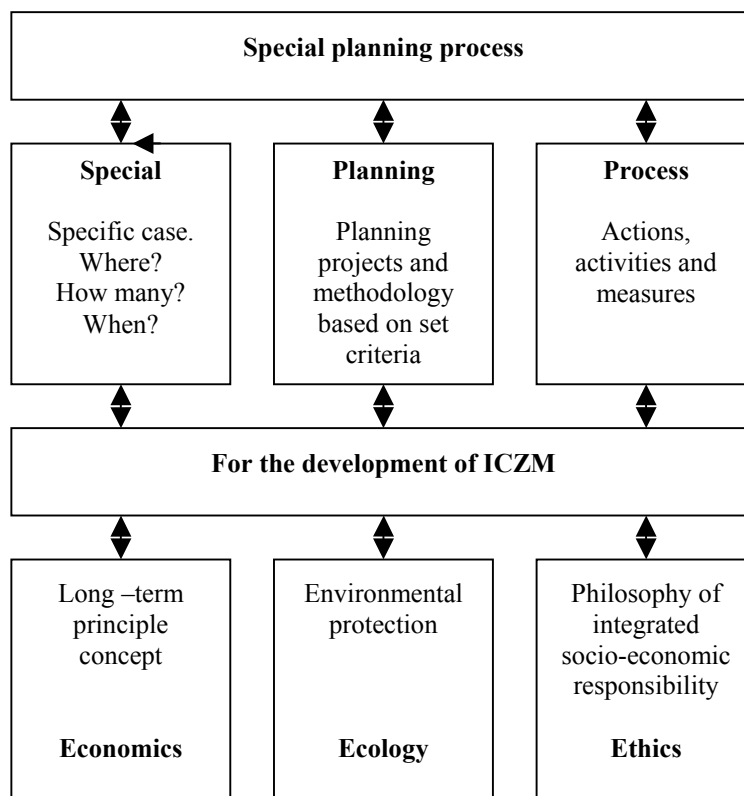 Special planning process
Special
Specific case.
Where?
How many?
When?
Planning
Planning
projects and
methodology
based on set
criteria
Process
Actions,
activities and
measures
For the development of ICZM
Long –term
principle
concept
Economics
Environmental
protection
Ecology
Philosophy of
integrated
socio-economic
responsibility
Ethics